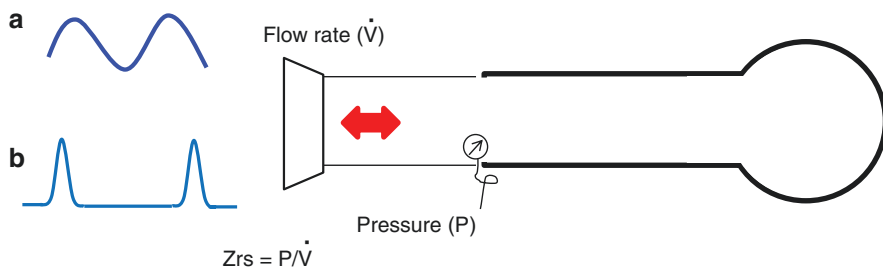 a
Flow rate (V̇)
b
Pressure (P)
Zrs = P/V̇